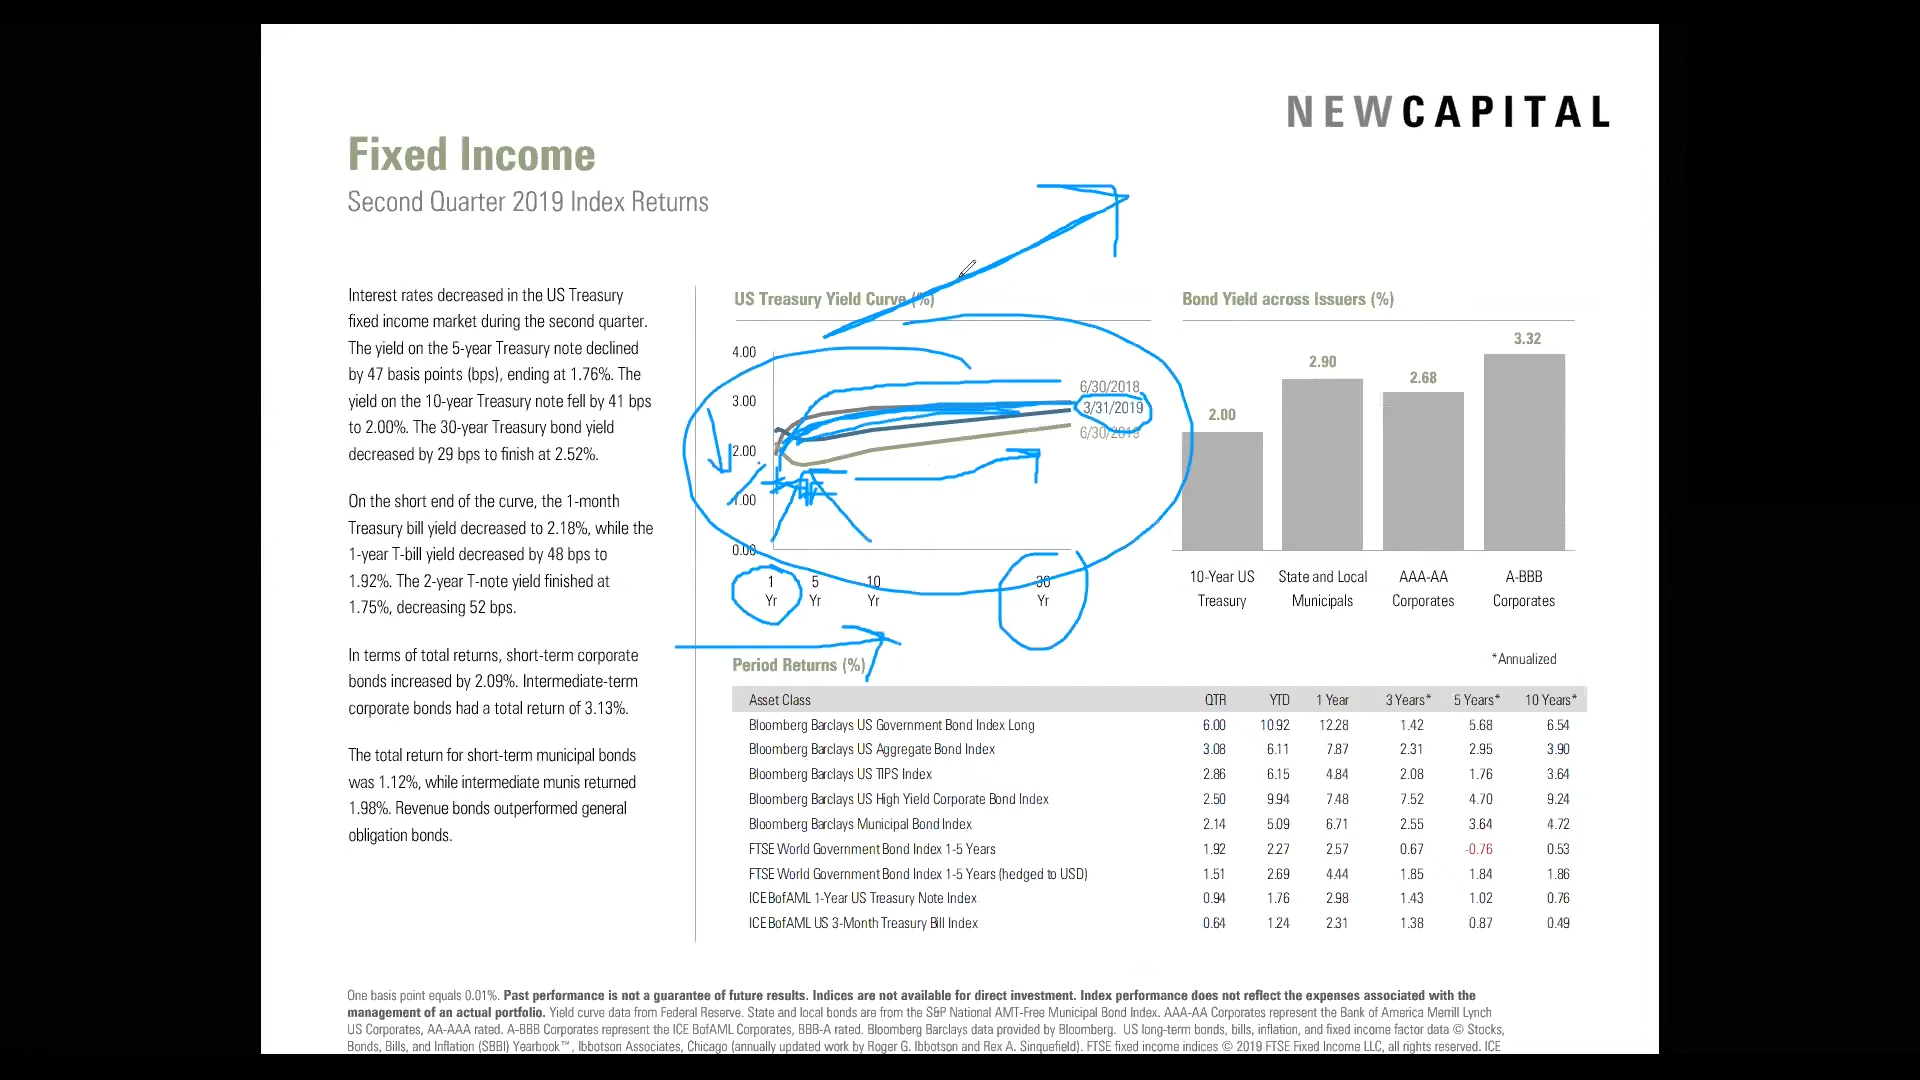 NEWCAPITAL
Fixed Income
Second Quarter 2019 Index Returns
Interest rates decreased in the US Treasury
fixed income market during the second quarter.
The yield on the 5-year Treasury note declined
by 47 basis points (bps), ending at 1.76%. The
yield on the 10-year Treasury note fell by 41 bps
to 2.00%. The 30-year Treasury bond yield
decreased by 29 bps to finish at 2.52%.
On the short end of the curve, the 1-month
Treasury bill yield decreased to 2.18%, while the
1-year T-bill yield decreased by 48 bps to
1.92%. The 2-year T-note yield finished at
1.75%, decreasing 52 bps.
In terms of total returns, short-term corporate
bonds increased by 2.09%. Intermediate-term
corporate bonds had a total return of 3.13%.
The total return for short-term municipal bonds
was 1.12%, while intermediate munis returned
1.98%. Revenue bonds outperformed general
obligation bonds.
US Treasury Yield Curve (%)
4.00
3.00
2.00
1.00
0.00
6/30/2018
3/31/2019
6/30/2019
1 5 10 30
Yr Yr Yr Yr
Bond Yield across Issuers (%)
2.00 2.90 2.68 3.32
10-Year US State and Local AAA-AA A-BBB
Treasury Municipals Corporates Corporates
Period Returns (%)
*Annualized
Asset Class QTR YTD 1 Year 3 Years* 5 Years* 10 Years*
Bloomberg Barclays US Government Bond Index Long 6.00 10.92 12.28 1.42 5.68 6.54
Bloomberg Barclays US Aggregate Bond Index 3.08 6.11 7.87 2.31 2.95 3.90
Bloomberg Barclays US TIPS Index 2.86 6.15 4.84 2.08 1.76 3.64
Bloomberg Barclays US High Yield Corporate Bond Index 2.50 9.94 7.48 7.52 4.70 9.24
Bloomberg Barclays Municipal Bond Index 2.14 5.09 6.71 2.55 3.64 4.72
FTSE World Government Bond Index 1-5 Years 1.92 2.27 2.57 0.67 -0.76 0.53
FTSE World Government Bond Index 1-5 Years (hedged to USD) 1.51 2.69 4.44 1.85 1.84 1.86
ICE BofAML 1-Year US Treasury Note Index 0.94 1.76 2.98 1.43 1.02 0.76
ICE BofAML US 3-Month Treasury Bill Index 0.64 1.24 2.31 1.38 0.87 0.49
One basis point equals 0.01%. Past performance is not a guarantee of future results. Indices are not available for direct investment. Index performance does not reflect the expenses associated with the
management of an actual portfolio. Yield curve data from Federal Reserve. State and local bonds are from the S&P National AMT-Free Municipal Bond Index. AAA-AA Corporates represent the Bank of America Merrill Lynch
US Corporates, AA-AAA rated. A-BBB Corporates represent the ICE BofAML Corporates, BBB-A rated. Bloomberg Barclays data provided by Bloomberg. US long-term bonds, bills, inflation, and fixed income factor data © Stocks,
Bonds, Bills, and Inflation (SBBI) Yearbook™, Ibbotson Associates, Chicago (annually updated work by Roger G. Ibbotson and Rex A. Sinquefield). FTSE fixed income indices © 2019 FTSE Fixed Income LLC, all rights reserved. ICE